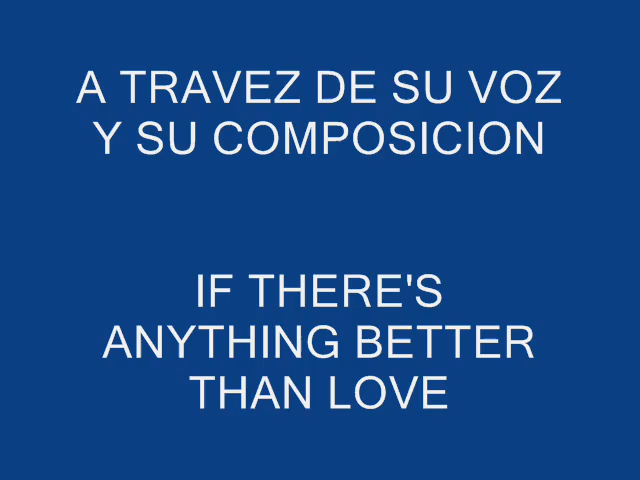 A TRAVEZ DE SU VOZ
Y SU COMPOSICION
IF THERE'S
ANYTHING BETTER
THAN LOVE